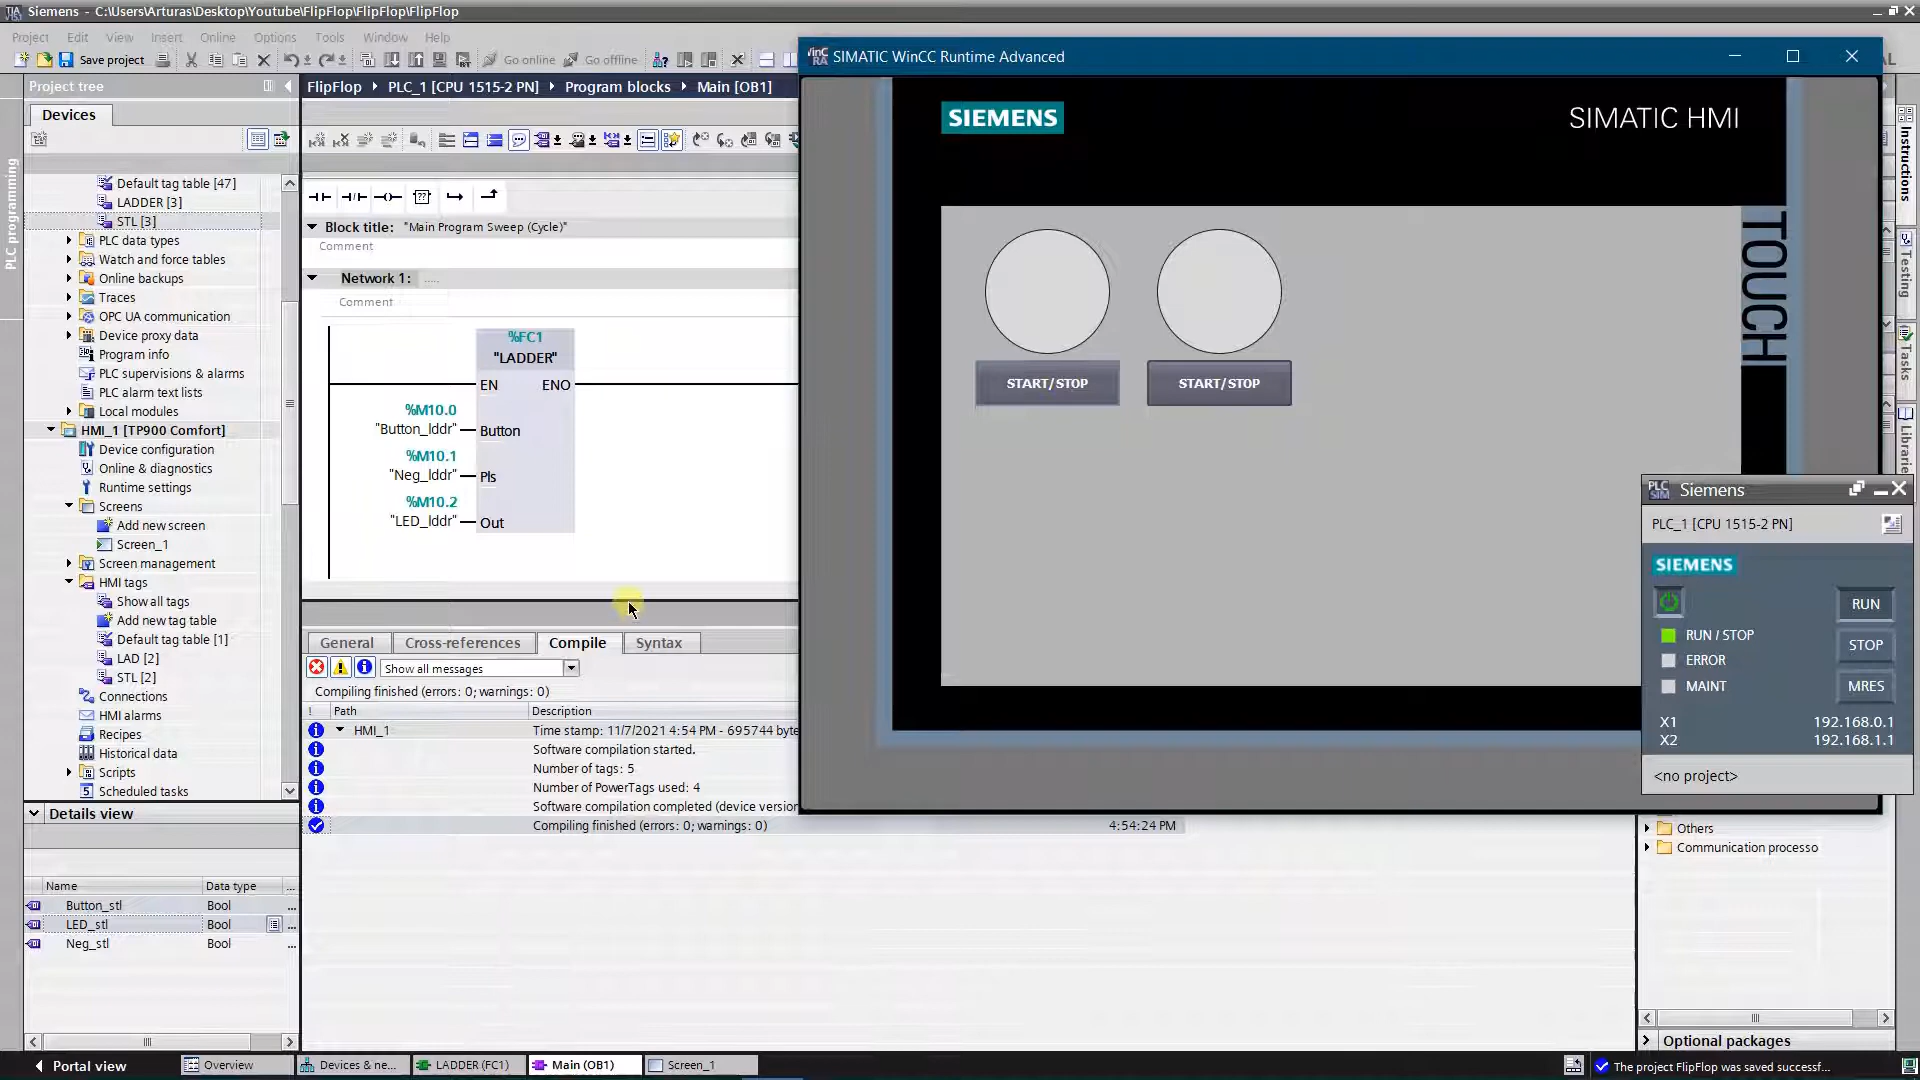 Siemens - C:\Users\Arturas\Desktop\Youtube\FlipFlop\FlipFlop\FlipFlop
Project Edit View Insert Online Options Tools Window Help
Save project
Go online
Go offline
Project tree
Devices
PLC programming
Default tag table [47]
LADDER [3]
STL [3]
PLC data types
Watch and force tables
Online backups
Traces
OPC UA communication
Device proxy data
Program info
PLC supervisions & alarms
PLC alarm text lists
Local modules
HMI_1 [TP900 Comfort]
Device configuration
Online & diagnostics
Runtime settings
Screens
Add new screen
Screen_1
Screen management
HMI tags
Show all tags
Add new tag table
Default tag table [1]
LAD [2]
STL [2]
Connections
HMI alarms
Recipes
Historical data
Scripts
Scheduled tasks
Details view
Name Data type ...
Button_stl Bool ...
LED_stl Bool ...
Neg_stl Bool ...
FlipFlop PLC_1 [CPU 1515-2 PN] Program blocks Main [OB1]
Block title: "Main Program Sweep (Cycle)"
Comment
Network 1: .....
Comment
%FC1
"LADDER"
EN ENO
%M10.0
"Button_lddr" Button
%M10.1
"Neg_lddr" Pls
%M10.2
"LED_lddr" Out
General Cross-references Compile Syntax
Show all messages
Compiling finished (errors: 0; warnings: 0)
! Path Description
HMI_1 Time stamp: 11/7/2021 4:54 PM - 695744 byte
Software compilation started.
Number of tags: 5
Number of PowerTags used: 4
Software compilation completed (device version
Compiling finished (errors: 0; warnings: 0) 4:54:24 PM
SIMATIC WinCC Runtime Advanced
SIEMENS
SIMATIC HMI
TOUCH
START/STOP START/STOP
Siemens
PLC_1 [CPU 1515-2 PN]
SIEMENS
RUN
RUN / STOP
STOP
ERROR
MAINT
MRES
X1 192.168.0.1
X2 192.168.1.1
<no project>
Instructions
Testing
Tasks
Librarie
Others
Communication processo
Optional packages
Portal view
Overview
Devices & ne...
LADDER (FC1)
Main (OB1)
Screen_1
The project FlipFlop was saved successf...